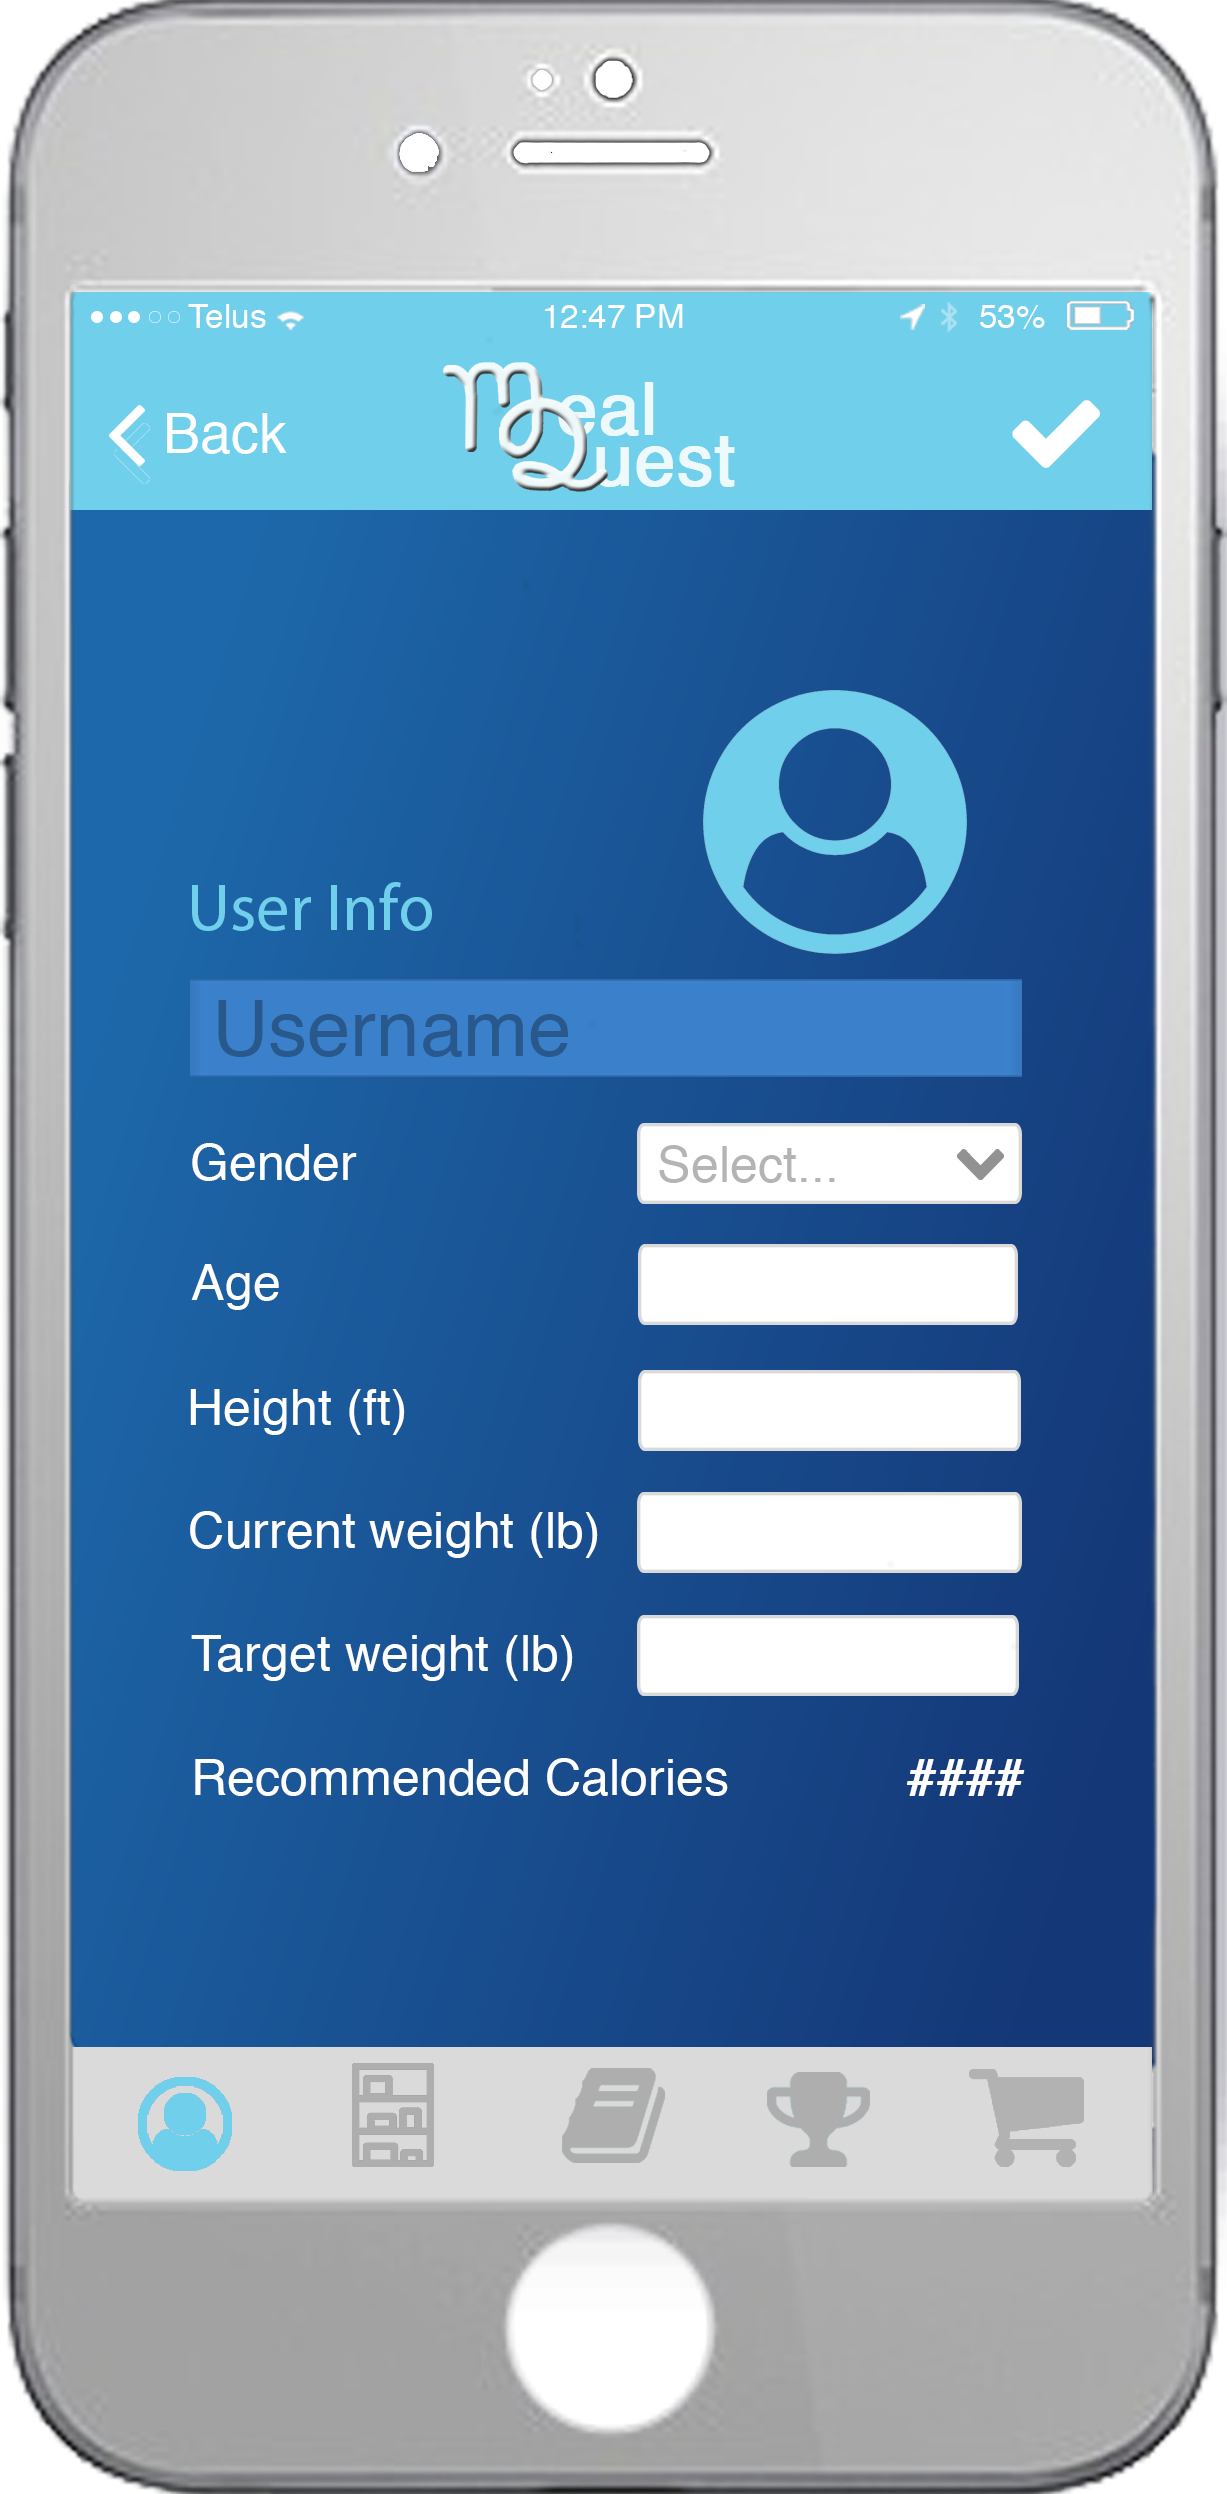 Telus 12:47 PM 53%
Back
Meal
Quest
User Info
Username
Gender Select...
Age
Height (ft)
Current weight (lb)
Target weight (lb)
Recommended Calories ####